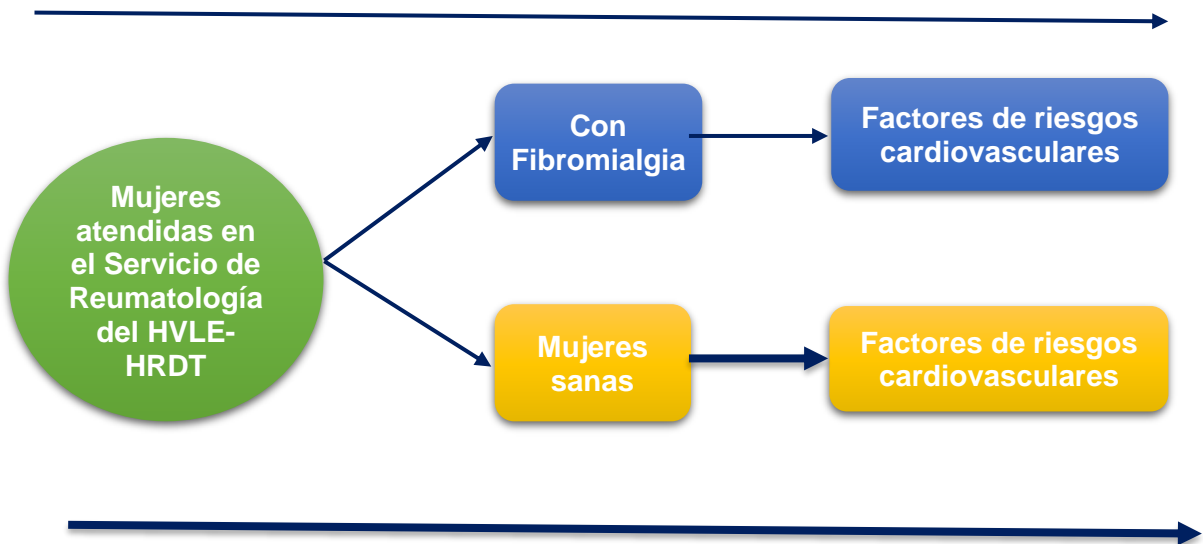 Mujeres
atendidas en
el Servicio de
Reumatología
del HVLE-
HRDT
Con
Fibromialgia
Factores de riesgos
cardiovasculares
Mujeres
sanas
Factores de riesgos
cardiovasculares